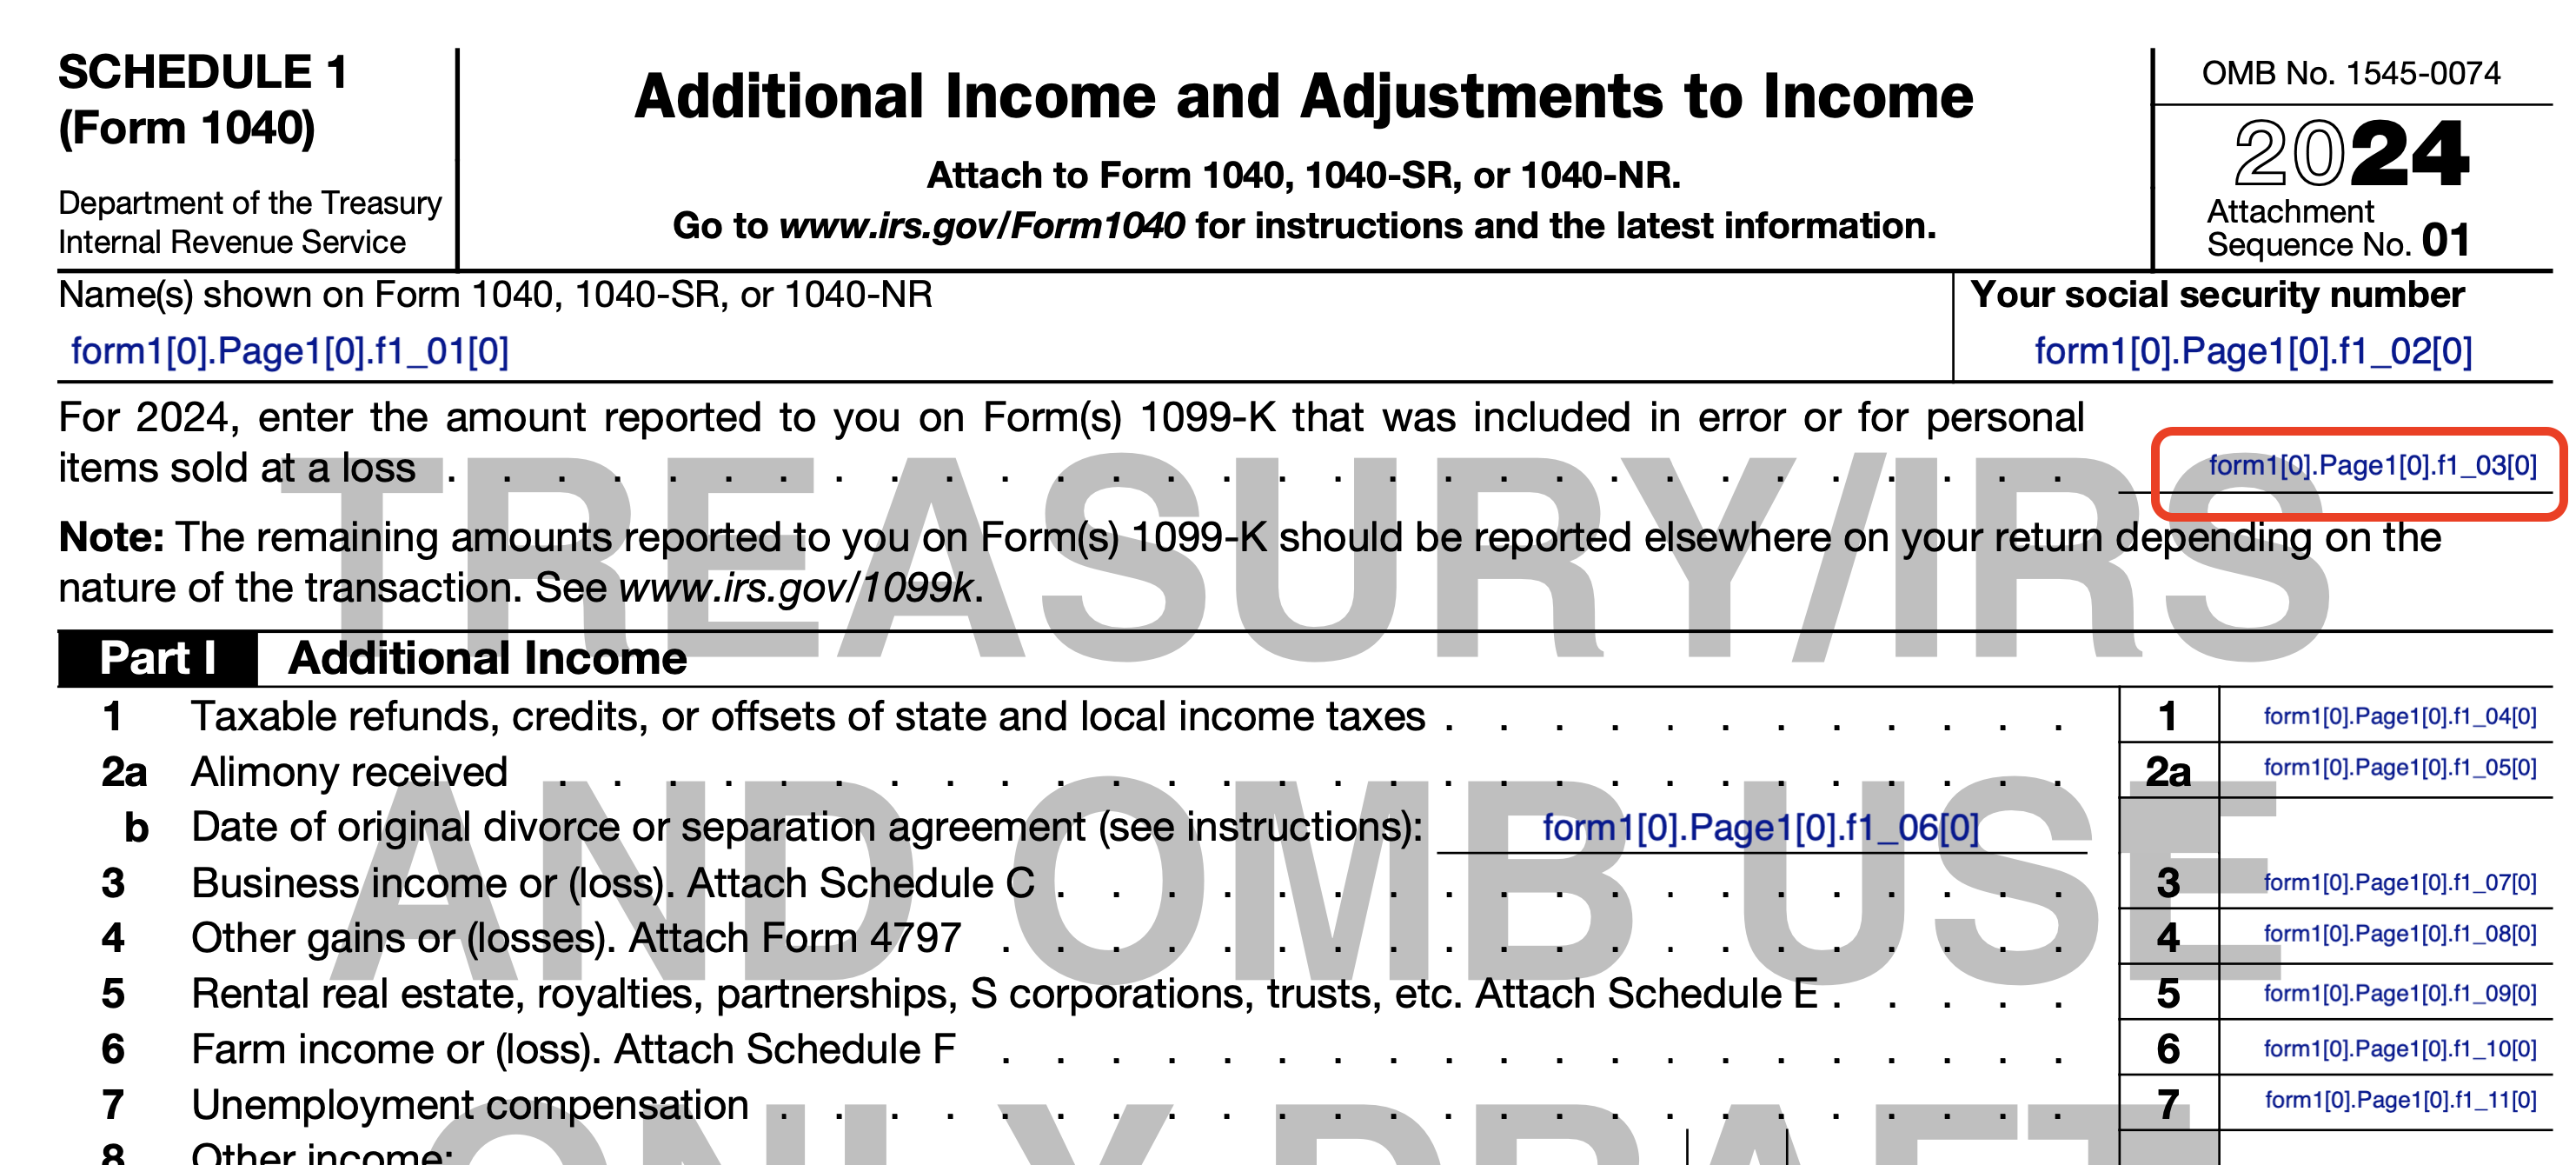 SCHEDULE 1
(Form 1040)
Department of the Treasury
Internal Revenue Service
Additional Income and Adjustments to Income
Attach to Form 1040, 1040-SR, or 1040-NR.
Go to www.irs.gov/Form1040 for instructions and the latest information.
OMB No. 1545-0074
2024
Attachment
Sequence No. 01
Name(s) shown on Form 1040, 1040-SR, or 1040-NR
form1[0].Page1[0].f1_01[0]
Your social security number
form1[0].Page1[0].f1_02[0]
For 2024, enter the amount reported to you on Form(s) 1099-K that was included in error or for personal
items sold at a loss . . . . . . . . . . . . . . . . . . . . . . . . . . . . . . form1[0].Page1[0].f1_03[0]
Note: The remaining amounts reported to you on Form(s) 1099-K should be reported elsewhere on your return depending on the
nature of the transaction. See www.irs.gov/1099k.
TREASURY/IRS
Part I Additional Income
1 Taxable refunds, credits, or offsets of state and local income taxes . . . . . . . . . . . . 1 form1[0].Page1[0].f1_04[0]
2a Alimony received . . . . . . . . . . . . . . . . . . . . . . . . . . . . 2a form1[0].Page1[0].f1_05[0]
b Date of original divorce or separation agreement (see instructions): form1[0].Page1[0].f1_06[0]
3 Business income or (loss). Attach Schedule C . . . . . . . . . . . . . . . . . . . 3 form1[0].Page1[0].f1_07[0]
AND OMB USE
4 Other gains or (losses). Attach Form 4797 . . . . . . . . . . . . . . . . . . . . 4 form1[0].Page1[0].f1_08[0]
5 Rental real estate, royalties, partnerships, S corporations, trusts, etc. Attach Schedule E . . . . . 5 form1[0].Page1[0].f1_09[0]
6 Farm income or (loss). Attach Schedule F . . . . . . . . . . . . . . . . . . . . 6 form1[0].Page1[0].f1_10[0]
7 Unemployment compensation . . . . . . . . . . . . . . . . . . . . . . . . 7 form1[0].Page1[0].f1_11[0]
8 Other income:
ONLY DRAFT